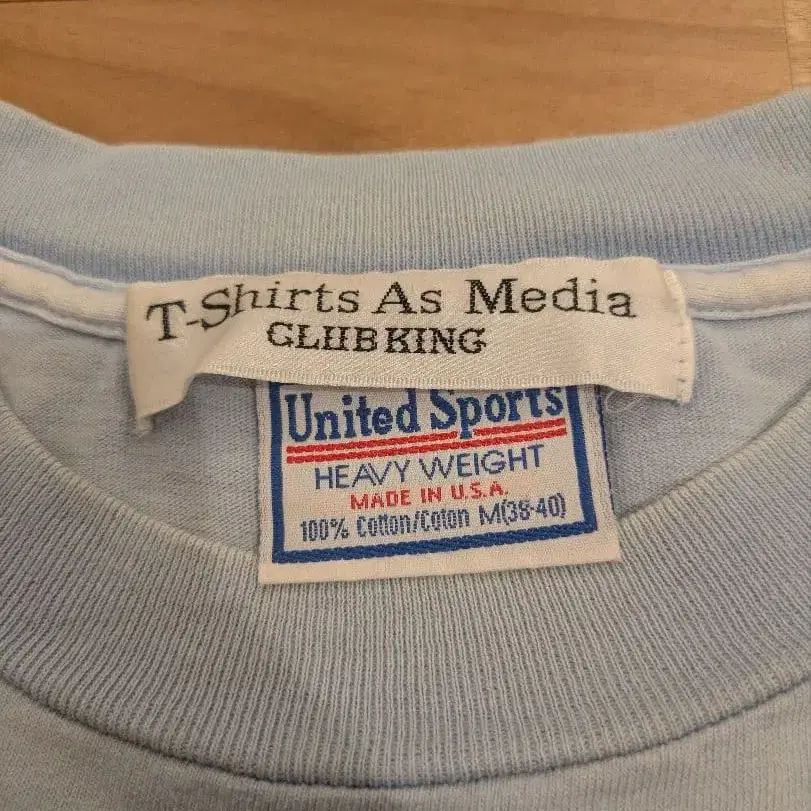 T-Shirts As Media
CLUB KING
United Sports
HEAVY WEIGHT
MADE IN U.S.A.
100% Cotton/Coton M(38-40)